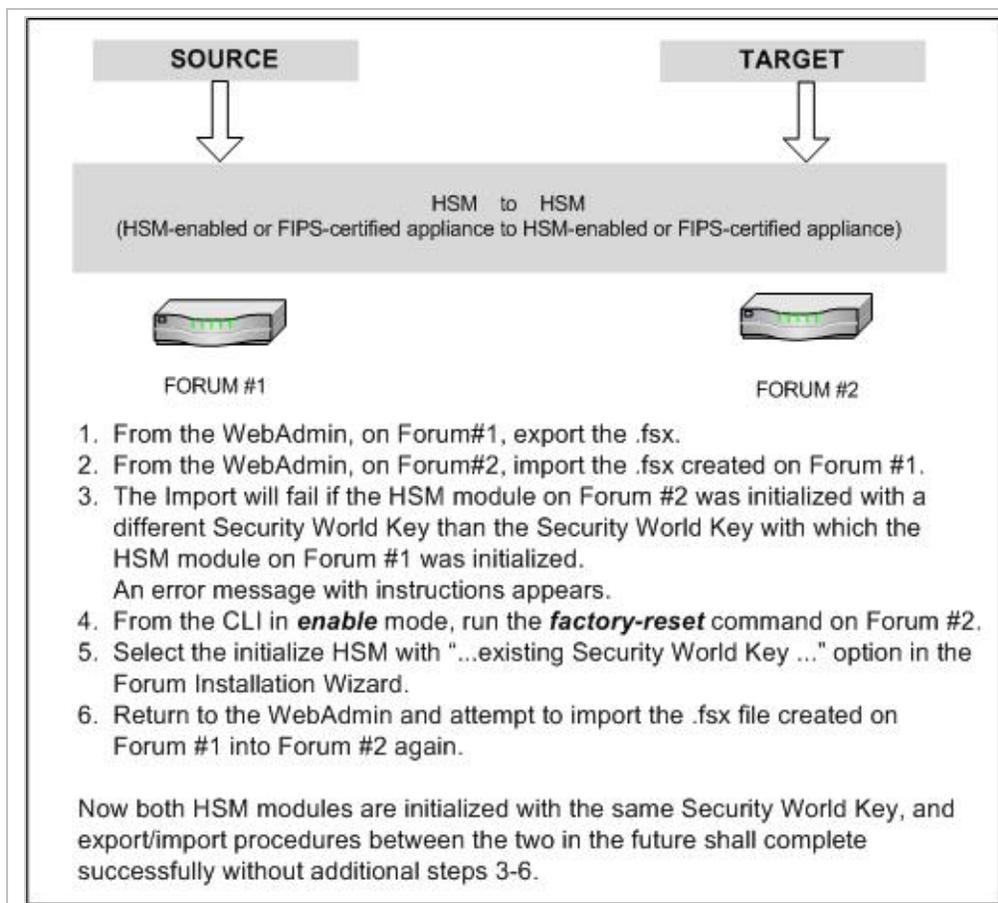 SOURCE
TARGET
HSM to HSM
(HSM-enabled or FIPS-certified appliance to HSM-enabled or FIPS-certified appliance)
FORUM #1
FORUM #2
1. From the WebAdmin, on Forum#1, export the .fsx.
2. From the WebAdmin, on Forum#2, import the .fsx created on Forum #1.
3. The Import will fail if the HSM module on Forum #2 was initialized with a
different Security World Key than the Security World Key with which the
HSM module on Forum #1 was initialized.
An error message with instructions appears.
4. From the CLI in enable mode, run the factory-reset command on Forum #2.
5. Select the initialize HSM with “...existing Security World Key ...” option in the
Forum Installation Wizard.
6. Return to the WebAdmin and attempt to import the .fsx file created on
Forum #1 into Forum #2 again.
Now both HSM modules are initialized with the same Security World Key, and
export/import procedures between the two in the future shall complete
successfully without additional steps 3-6.